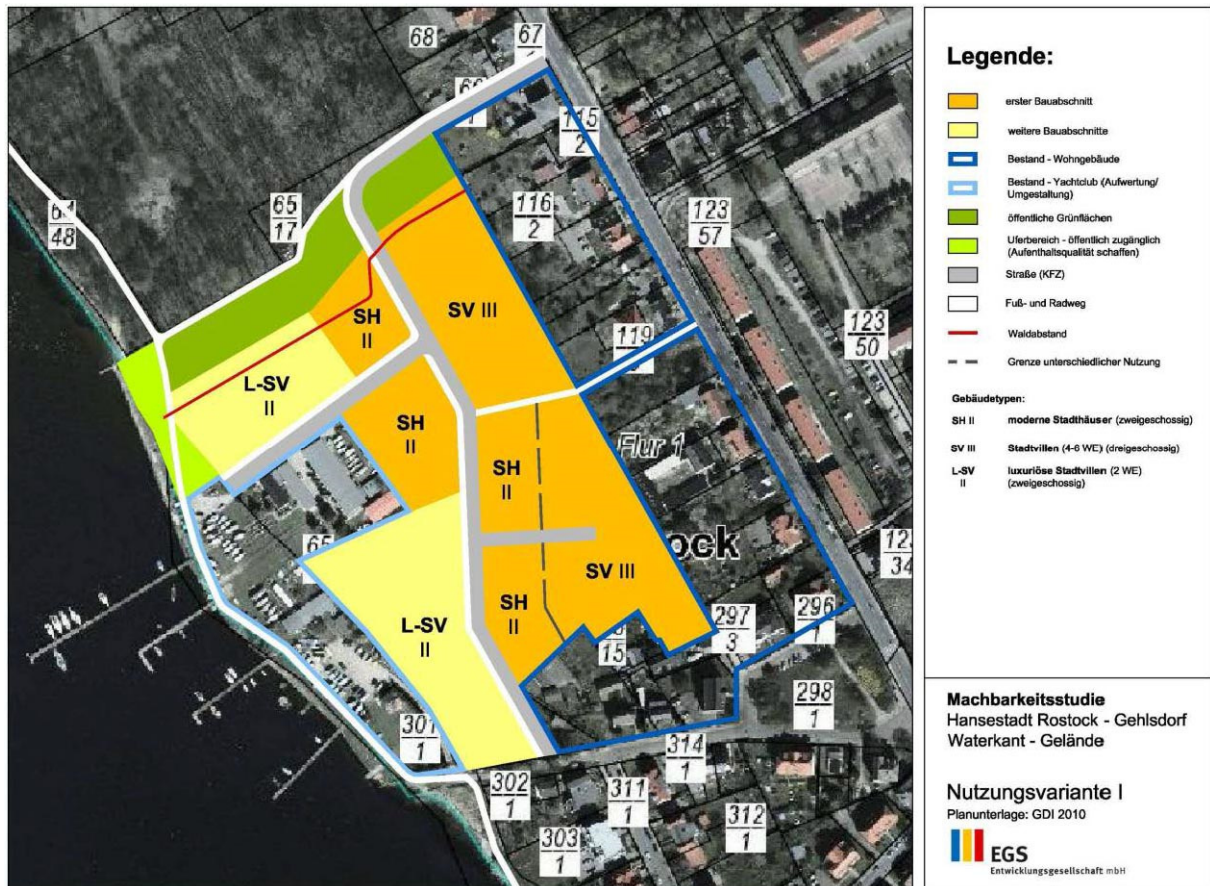 68
67
115
2
65
17
48
116
2
123
57
119
123
50
SV III
SH
II
L-SV
II
SH
II
Flur 1
SH
II
ock
SV III
65
SH
II
L-SV
II
34
297
3
296
1
15
298
1
301
1
314
1
302
1
311
1
312
1
303
1
Legende:
erster Bauabschnitt
weitere Bauabschnitte
Bestand - Wohngebäude
Bestand - Yachtclub (Aufwertung/
Umgestaltung)
öffentliche Grünflächen
Uferbereich - öffentlich zugänglich
(Aufenthaltsqualität schaffen)
Straße (KFZ)
Fuß- und Radweg
Waldabstand
Grenze unterschiedlicher Nutzung
Gebäudetypen:
SH II moderne Stadthäuser (zweigeschossig)
SV III Stadtvillen (4-6 WE) (dreigeschossig)
L-SV luxuriöse Stadtvillen (2 WE)
II (zweigeschossig)
Machbarkeitsstudie
Hansestadt Rostock - Gehlsdorf
Waterkant - Gelände
Nutzungsvariante I
Planunterlage: GDI 2010
EGS
Entwicklungsgesellschaft mbH